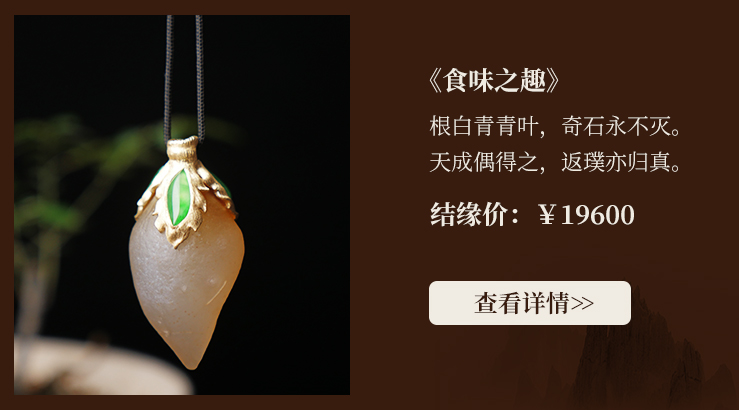 《食味之趣》
根白青青叶，奇石永不灭。
天成偶得之，返璞亦归真。
结缘价：￥19600
查看详情>>